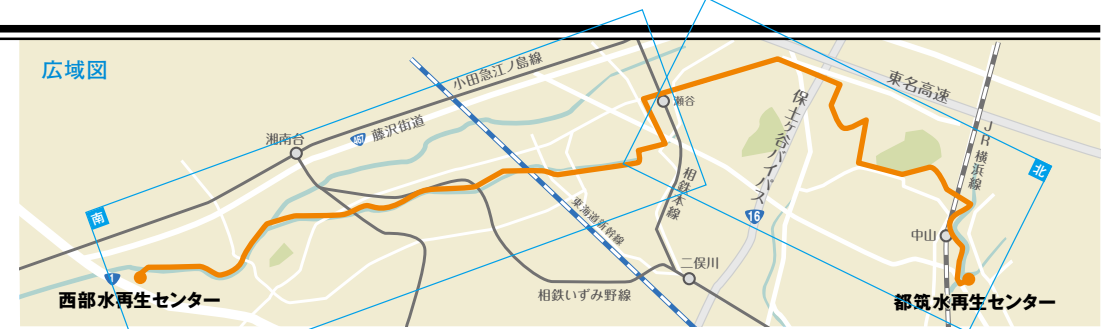 広域図
小田急江ノ島線
東名高速
瀬谷
保土ヶ谷バイパス
467
藤沢街道
湘南台
JR横浜線
北
相鉄本線
南
東海道新幹線
16
中山
二俣川
1
相鉄いずみ野線
西部水再生センター
都筑水再生センター